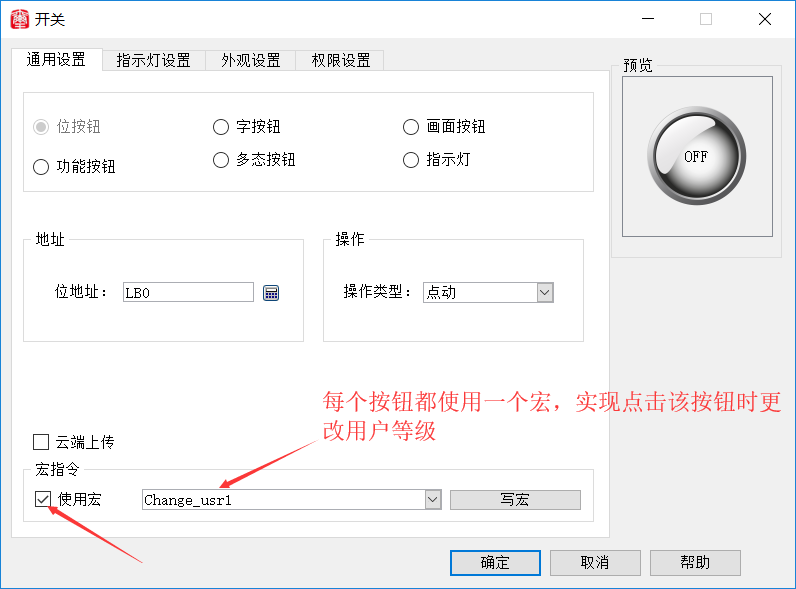 开关
通用设置 指示灯设置 外观设置 权限设置
预览
位按钮 字按钮 画面按钮
功能按钮 多态按钮 指示灯
OFF
地址 操作
位地址： LB0 操作类型： 点动
每个按钮都使用一个宏，实现点击该按钮时更
改用户等级
云端上传
宏指令
使用宏 Change_usr1 写宏
确定 取消 帮助